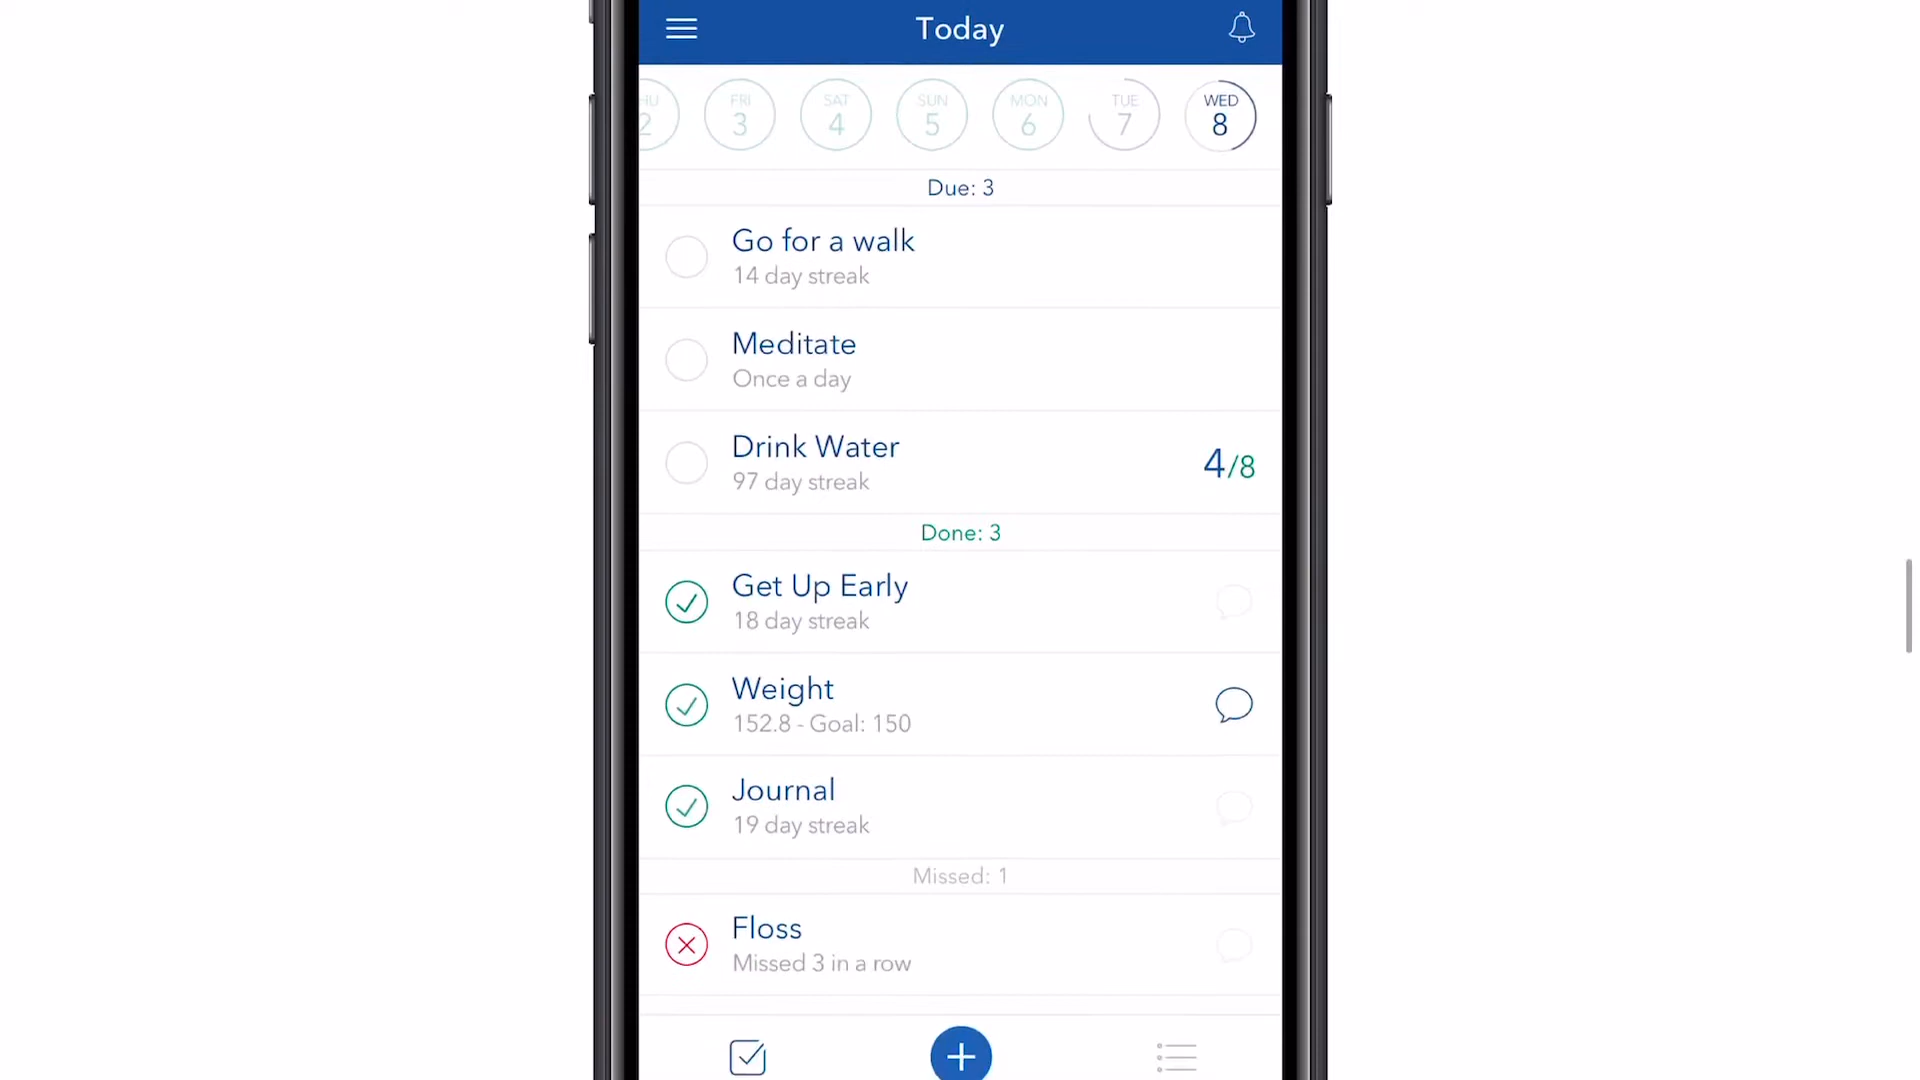 Today
HU FRI SAT SUN MON TUE WED
2 3 4 5 6 7 8
Due: 3
Go for a walk
14 day streak
Meditate
Once a day
Drink Water
97 day streak
4/8
Done: 3
Get Up Early
18 day streak
Weight
152.8 - Goal: 150
Journal
19 day streak
Missed: 1
Floss
Missed 3 in a row